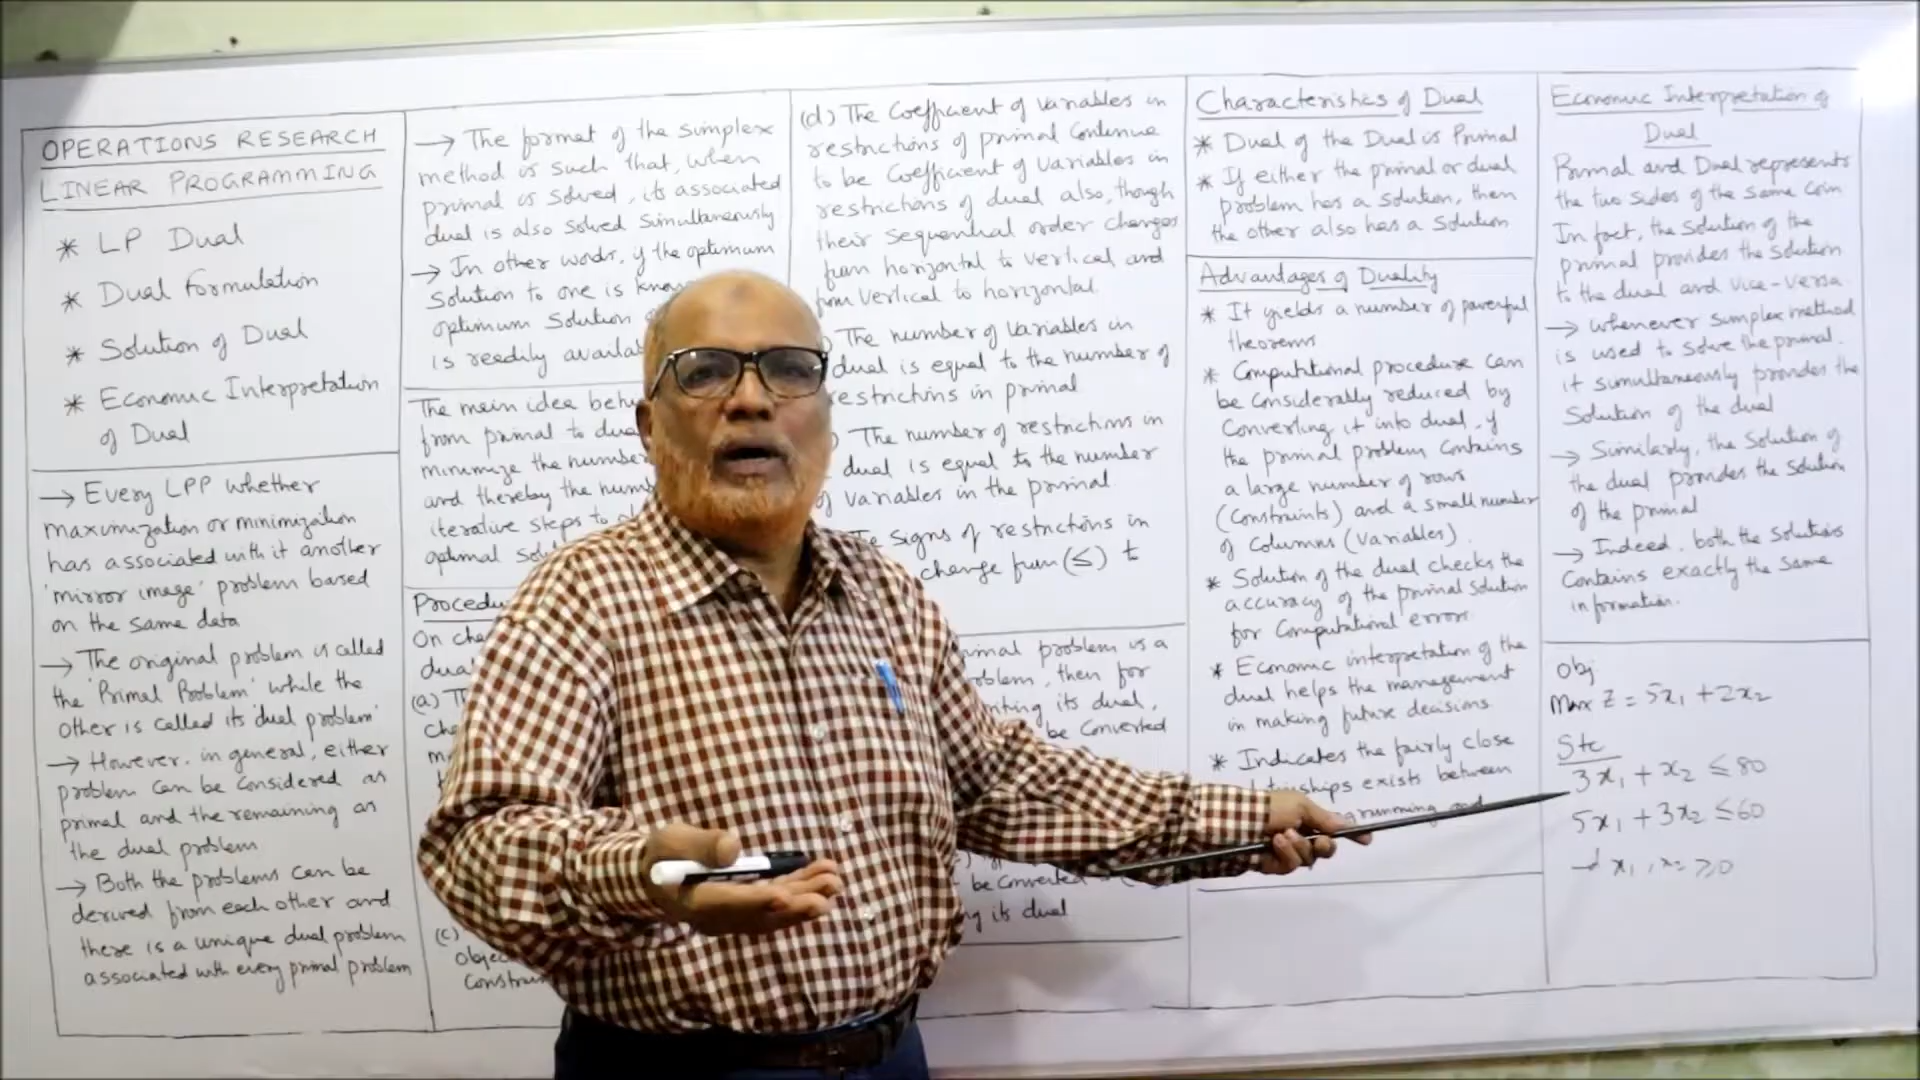 OPERATIONS RESEARCH
LINEAR PROGRAMMING
* LP Dual
* Dual Formulation
* Solution of Dual
* Economic Interpretation
of Dual
→ Every LPP whether
maximization or minimization
has associated with it another
'mirror image' problem based
on the same data
→ The original problem is called
the 'Primal Problem' while the
other is called its 'dual problem'
→ However, in general, either
problem can be considered as
primal and the remaining as
the dual problem
→ Both the problems can be
derived from each other and
there is a unique dual problem
associated with every primal problem
→ The format of the simplex
method is such that, when
primal is solved, its associated
dual is also solved simultaneously
→ In other words, if the optimum
Solution to one is
optimum Solution
is readily
The main idea
from primal to
minimize the
and thereby the
iterative steps to
optimal
On
(a)
(c)
(d) The Coefficient of variables in
restrictions of primal continue
to be Coefficient of variables in
restrictions of dual also, though
their sequential order changes
from horizontal to vertical and
from vertical to horizontal
The number of variables in
dual is equal to the number of
restrictions in primal
The number of restrictions in
dual is equal to the number
of variables in the primal
signs of restrictions in
change from (≤) to
problem is a
then for
its dual,
be converted
be converted
its dual
Characteristics of Dual
* Dual of the Dual is Primal
* If either the primal or dual
problem has a solution, then
the other also has a solution
Advantages of Duality
* It yields a number of powerful
theorems
* Computational procedure can
be considerably reduced by
converting it into dual, if
the primal problem contains
a large number of rows
(constraints) and a small number
of columns (variables).
* Solution of the dual checks the
accuracy of the primal solution
for computational errors
* Economic interpretation of the
dual helps the management
in making future decisions
* Indicates the fairly close
exists between
and
Economic Interpretation of
Dual
Primal and Dual represents
the two sides of the same coin
In fact, the solution of the
primal provides the solution
to the dual and vice-versa
→ whenever simplex method
is used to solve the primal,
it simultaneously provides the
Solution of the dual
→ Similarly, the solution of
the dual provides the solution
of the primal
→ Indeed, both the solutions
contains exactly the same
information.
Obj
Max Z = 5x₁ + 2x₂
Stc
3x₁ + x₂ ≤ 80
5x₁ + 3x₂ ≤ 60
x₁, x₂ ≥ 0